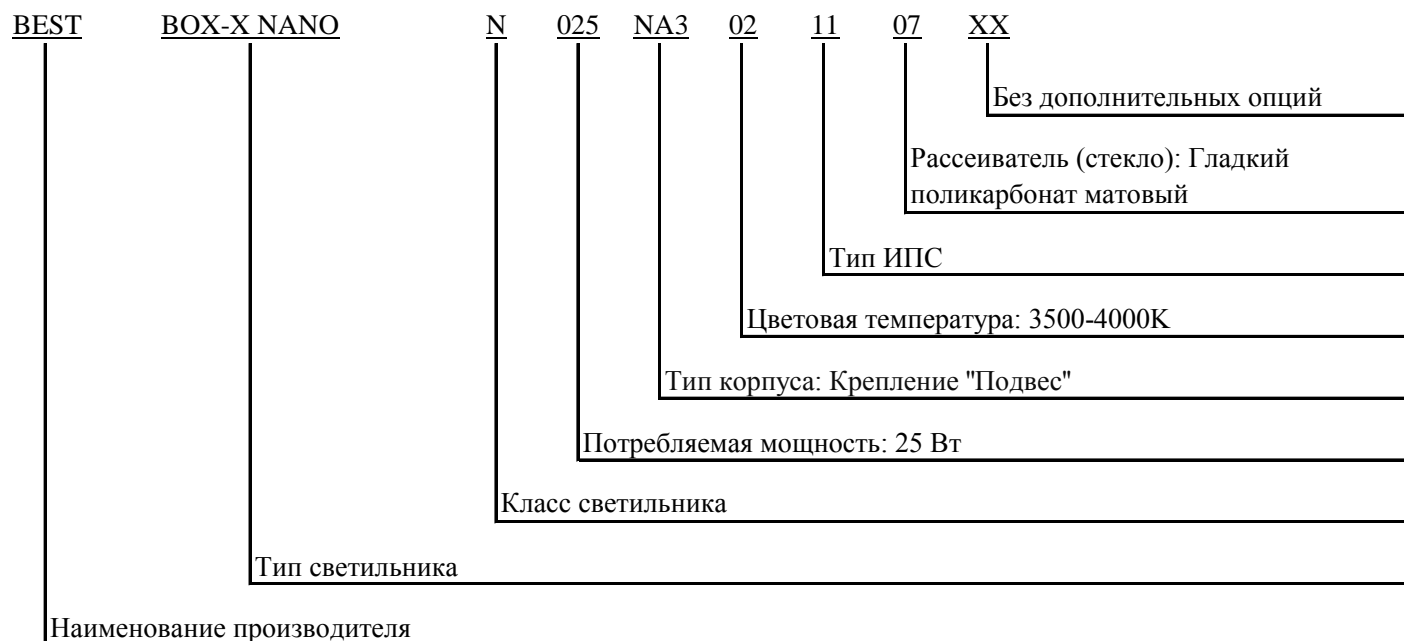 BEST BOX-X NANO N 025 NA3 02 11 07 XX
Без дополнительных опций
Рассеиватель (стекло): Гладкий
поликарбонат матовый
Тип ИПС
Цветовая температура: 3500-4000K
Тип корпуса: Крепление "Подвес"
Потребляемая мощность: 25 Вт
Класс светильника
Тип светильника
Наименование производителя